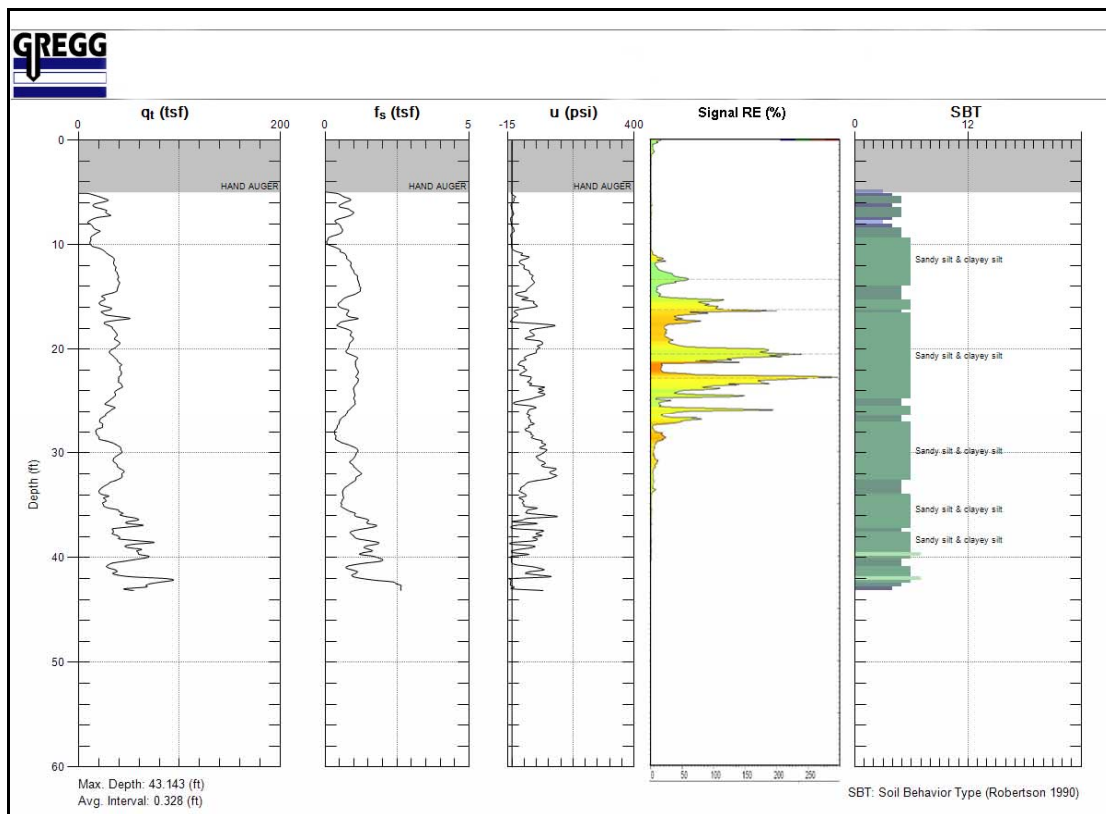 GREGG
qt (tsf)
fs (tsf)
u (psi)
Signal RE (%)
SBT
0 200
0 5
-15 400
0 12
0
10
20
30
40
50
60
Depth (ft)
HAND AUGER
HAND AUGER
HAND AUGER
Sandy silt & clayey silt
Sandy silt & clayey silt
Sandy silt & clayey silt
Sandy silt & clayey silt
Sandy silt & clayey silt
0 50 100 150 200 250
Max. Depth: 43.143 (ft)
Avg. Interval: 0.328 (ft)
SBT: Soil Behavior Type (Robertson 1990)